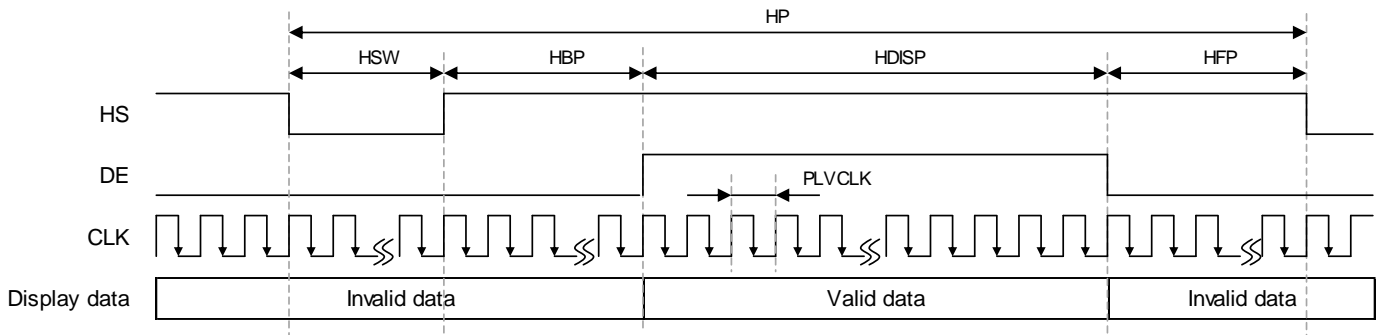 HP
HSW HBP HDISP HFP
HS
DE
PLVCLK
CLK
Display data Invalid data Valid data Invalid data